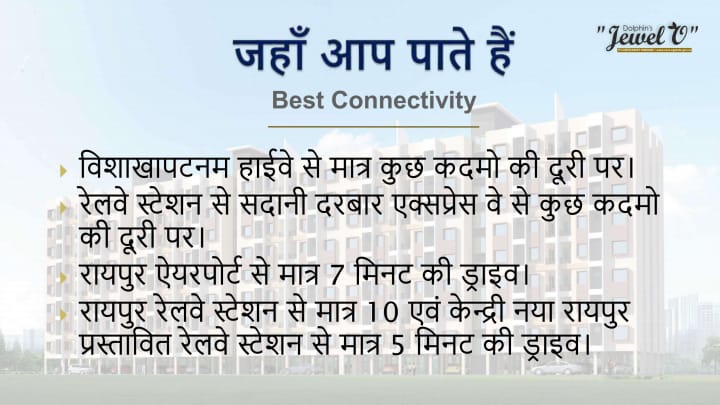 जहाँ आप पाते हैं
Dolphin's
"Jewel'O"
Best Connectivity
विशाखापटनम हाईवे से मात्र कुछ कदमो की दूरी पर।
रेलवे स्टेशन से सदानी दरबार एक्सप्रेस वे से कुछ कदमो
की दूरी पर।
रायपुर ऐयरपोर्ट से मात्र 7 मिनट की ड्राइव।
रायपुर रेलवे स्टेशन से मात्र 10 एवं केन्द्री नया रायपुर
प्रस्तावित रेलवे स्टेशन से मात्र 5 मिनट की ड्राइव।